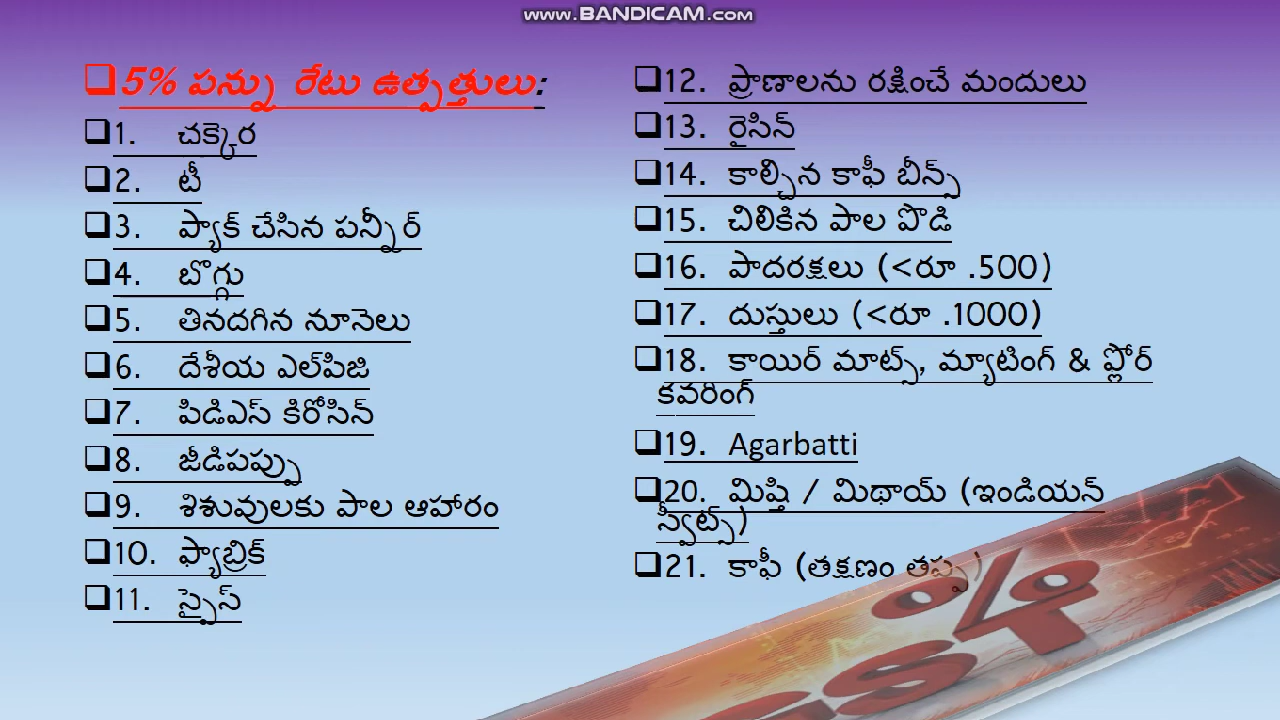 www.BANDICAM.com
5% పన్ను రేటు ఉత్పత్తులు:
1. చక్కెర
2. టీ
3. ప్యాక్ చేసిన పన్నీర్
4. బొగ్గు
5. తినదగిన నూనెలు
6. దేశీయ ఎల్‌పిజి
7. పిడిఎస్ కిరోసిన్
8. జీడిపప్పు
9. శిశువులకు పాల ఆహారం
10. ఫ్యాబ్రిక్
11. స్పైస్
12. ప్రాణాలను రక్షించే మందులు
13. రైసిన్
14. కాల్చిన కాఫీ బీన్స్
15. చిలికిన పాల పొడి
16. పాదరక్షలు (<రూ .500)
17. దుస్తులు (<రూ .1000)
18. కాయిర్ మాట్స్, మ్యాటింగ్ & ఫ్లోర్
కవరింగ్
19. Agarbatti
20. మిష్తి / మిథాయ్ (ఇండియన్
స్వీట్స్)
21. కాఫీ (తక్షణం తప్ప)
GST %